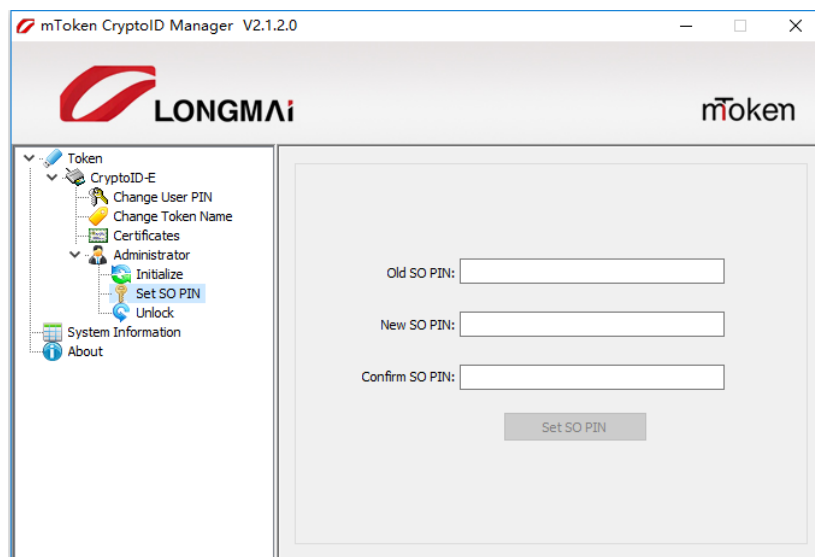 mToken CryptoID Manager V2.1.2.0
LONGMAi
mToken
Token
CryptoID-E
Change User PIN
Change Token Name
Certificates
Administrator
Initialize
Set SO PIN
Unlock
System Information
About
Old SO PIN:
New SO PIN:
Confirm SO PIN:
Set SO PIN